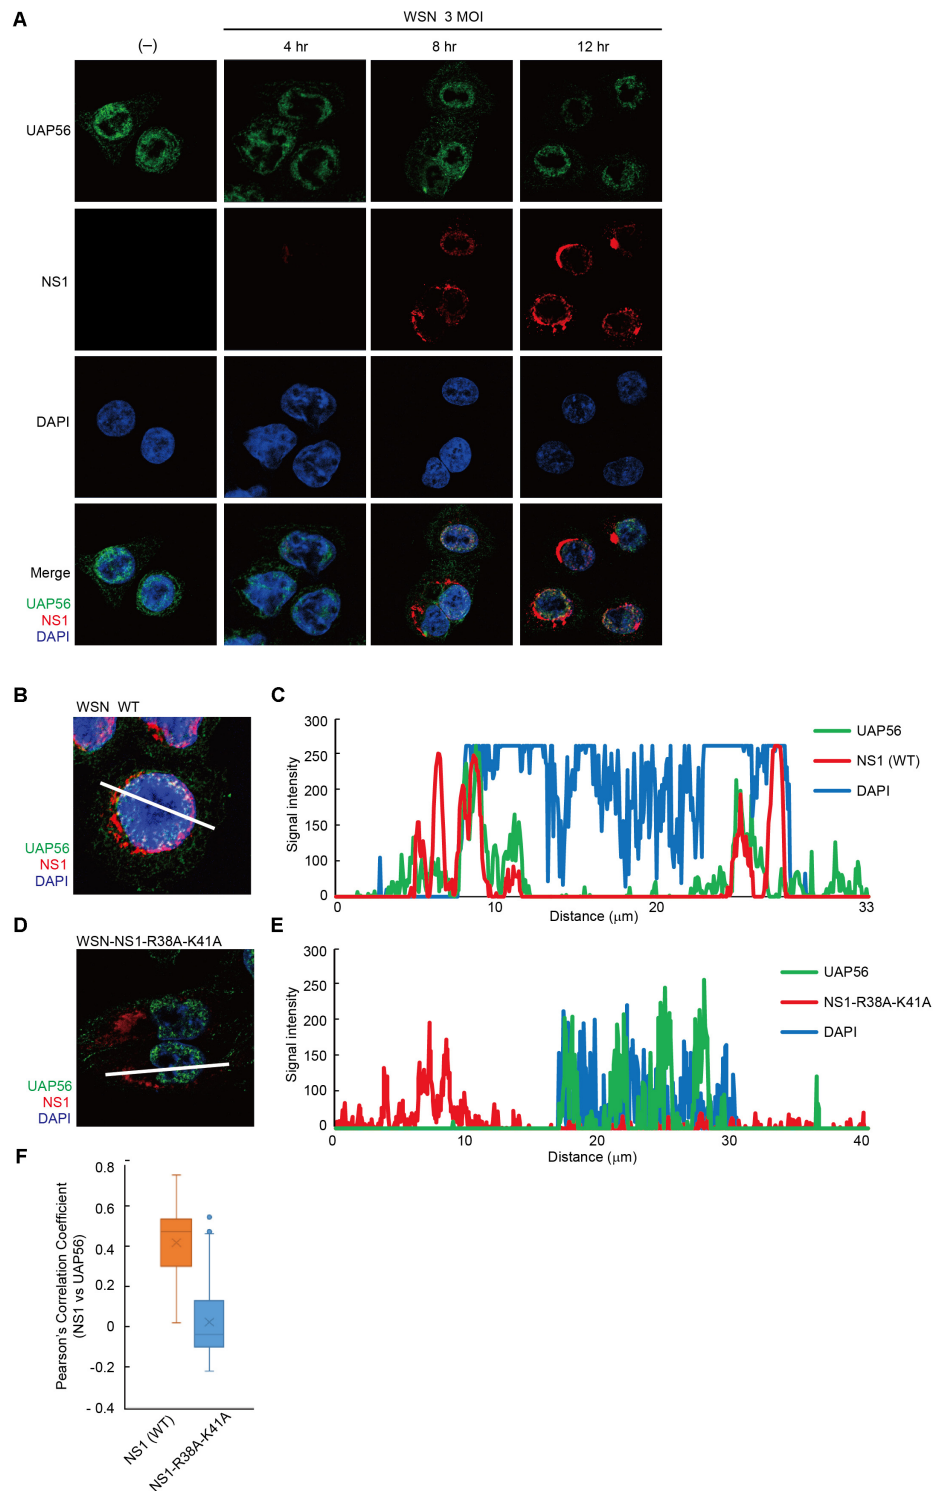 A
WSN 3 MOI
(–) 4 hr 8 hr 12 hr
UAP56
NS1
DAPI
Merge
UAP56
NS1
DAPI
B
WSN WT
UAP56
NS1
DAPI
C
300
250
200
150
100
0
Signal intensity
0 10 20 33
Distance (μm)
UAP56
NS1 (WT)
DAPI
D
WSN-NS1-R38A-K41A
UAP56
NS1
DAPI
E
300
250
200
150
100
0
Signal intensity
0 10 20 30 40
Distance (μm)
UAP56
NS1-R38A-K41A
DAPI
F
0.8
0.6
0.4
0.2
0
-0.2
- 0.4
Pearson's Correlation Coefficient
(NS1 vs UAP56)
NS1 (WT)
NS1-R38A-K41A